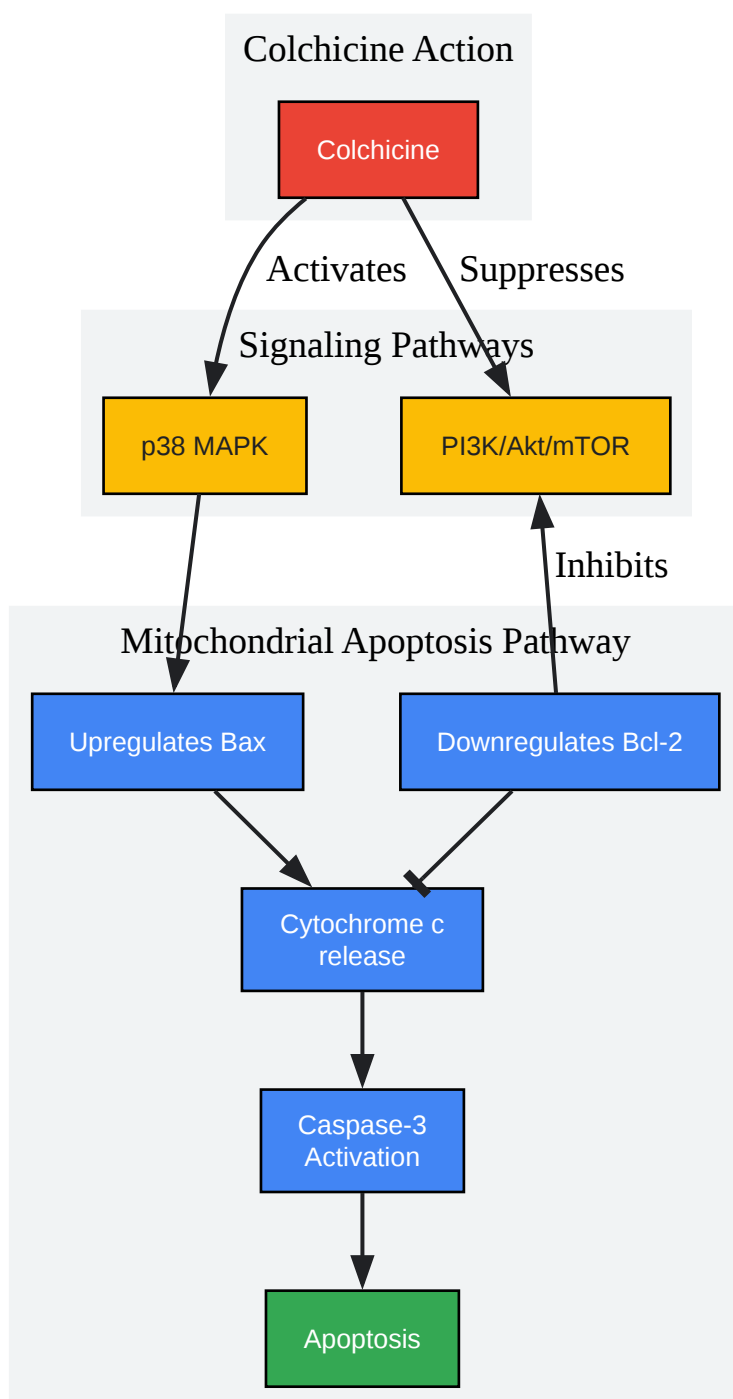 Colchicine Action
Colchicine
Activates
Suppresses
Signaling Pathways
p38 MAPK
PI3K/Akt/mTOR
Inhibits
Mitochondrial Apoptosis Pathway
Upregulates Bax
Downregulates Bcl-2
Cytochrome c
release
Caspase-3
Activation
Apoptosis